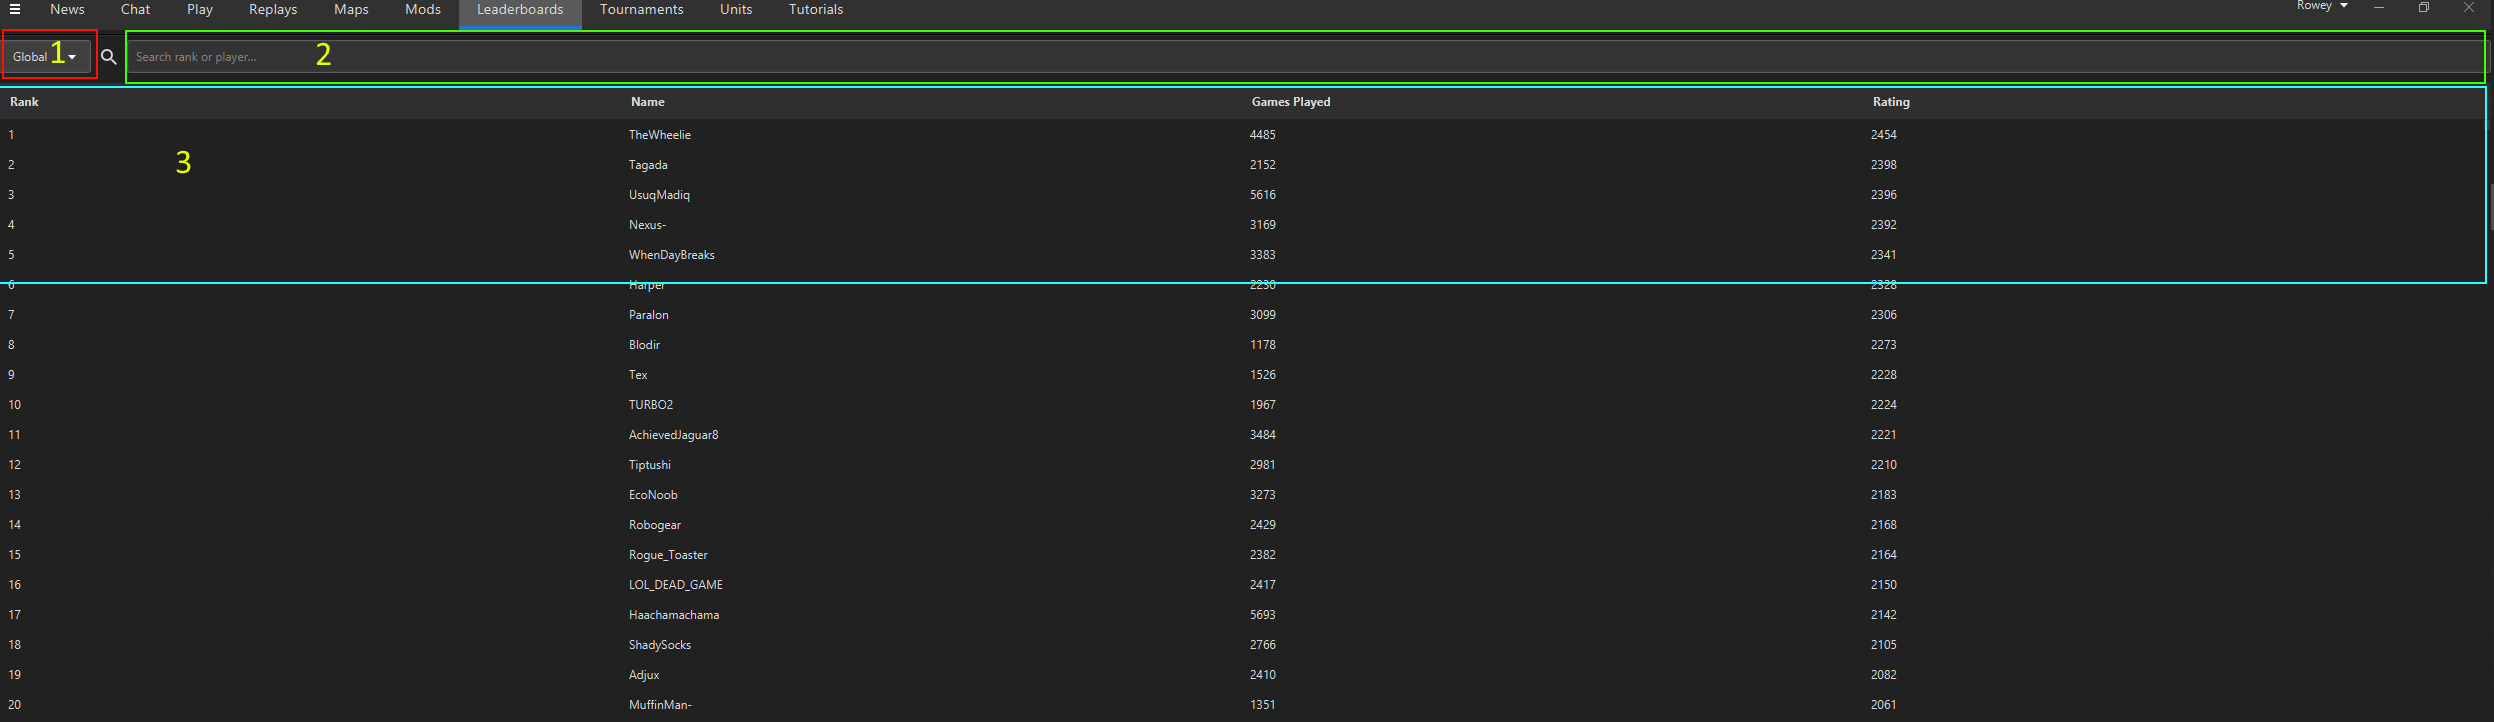 News Chat Play Replays Maps Mods Leaderboards Tournaments Units Tutorials Rowey
Global 1 Search rank or player... 2
Rank Name Games Played Rating
1 TheWheelie 4485 2454
3
2 Tagada 2152 2398
3 UsuqMadiq 5616 2396
4 Nexus- 3169 2392
5 WhenDayBreaks 3383 2341
6 Harper 2230 2328
7 Paralon 3099 2306
8 Blodir 1178 2273
9 Tex 1526 2228
10 TURBO2 1967 2224
11 AchievedJaguar8 3484 2221
12 Tiptushi 2981 2210
13 EcoNoob 3273 2183
14 Robogear 2429 2168
15 Rogue_Toaster 2382 2164
16 LOL_DEAD_GAME 2417 2150
17 Haachamachama 5693 2142
18 ShadySocks 2766 2105
19 Adjux 2410 2082
20 MuffinMan- 1351 2061